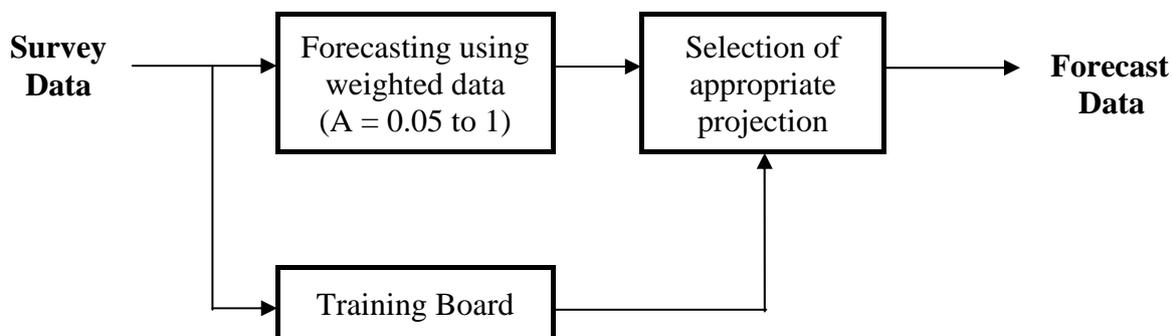 Survey
Data
Forecasting using
weighted data
(A = 0.05 to 1)
Selection of
appropriate
projection
Forecast
Data
Training Board